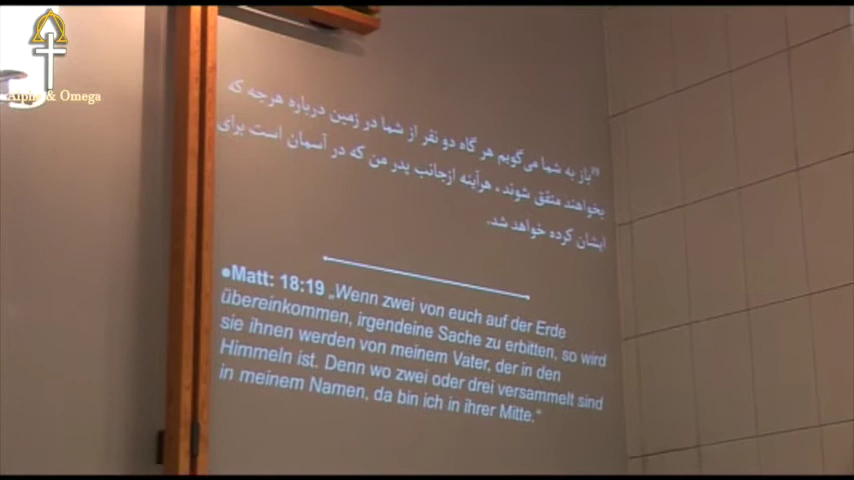 Alpha & Omega
"۱۹باز به شما می‌گویم هر گاه دو نفر از شما در زمین درباره هرچه که
بخواهند متفق شوند، هرآینه ازجانب پدر من که در آسمان است برای
ایشان کرده خواهد شد.
●Matt: 18:19 „Wenn zwei von euch auf der Erde
übereinkommen, irgendeine Sache zu erbitten, so wird
sie ihnen werden von meinem Vater, der in den
Himmeln ist. Denn wo zwei oder drei versammelt sind
in meinem Namen, da bin ich in ihrer Mitte.“